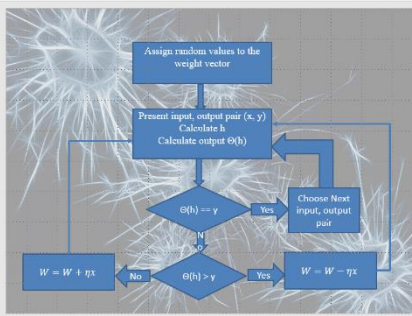 Assign random values to the
weight vector
Present input, output pair (x, y)
Calculate h
Calculate output Θ(h)
Θ(h) == y
Yes
Choose Next
input, output
pair
N
o
W = W + ηx
No
Θ(h) > y
Yes
W = W − ηx